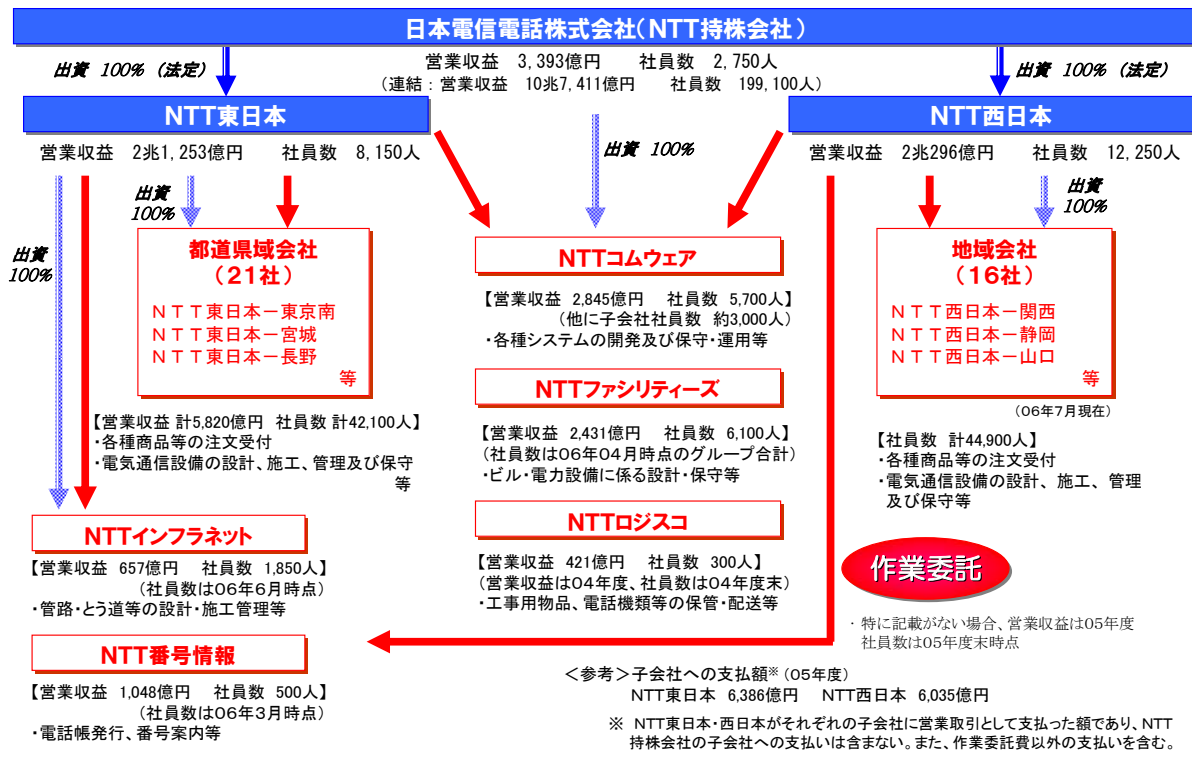 日本電信電話株式会社(NTT持株会社)
営業収益 3,393億円 社員数 2,750人
(連結:営業収益 10兆7,411億円 社員数 199,100人)
出資 100% (法定)
出資 100% (法定)
NTT東日本
営業収益 2兆1,253億円 社員数 8,150人
出資 100%
NTT西日本
営業収益 2兆296億円 社員数 12,250人
出資
100%
出資
100%
出資
100%
都道県域会社
(21社)
NTT東日本-東京南
NTT東日本-宮城
NTT東日本-長野
等
【営業収益 計5,820億円 社員数 計42,100人】
・各種商品等の注文受付
・電気通信設備の設計、施工、管理及び保守
等
NTTインフラネット
【営業収益 657億円 社員数 1,850人】
(社員数は06年6月時点)
・管路・とう道等の設計・施工管理等
NTT番号情報
【営業収益 1,048億円 社員数 500人】
(社員数は06年3月時点)
・電話帳発行、番号案内等
NTTコムウェア
【営業収益 2,845億円 社員数 5,700人】
(他に子会社社員数 約3,000人)
・各種システムの開発及び保守・運用等
NTTファシリティーズ
【営業収益 2,431億円 社員数 6,100人】
(社員数は06年04月時点のグループ合計)
・ビル・電力設備に係る設計・保守等
NTTロジスコ
【営業収益 421億円 社員数 300人】
(営業収益は04年度、社員数は04年度末)
・工事用物品、電話機類等の保管・配送等
地域会社
(16社)
NTT西日本-関西
NTT西日本-静岡
NTT西日本-山口
等
(06年7月現在)
【社員数 計44,900人】
・各種商品等の注文受付
・電気通信設備の設計、施工、管理
及び保守等
作業委託
・特に記載がない場合、営業収益は05年度
社員数は05年度末時点
<参考>子会社への支払額※(05年度)
NTT東日本 6,386億円 NTT西日本 6,035億円
※ NTT東日本・西日本がそれぞれの子会社に営業取引として支払った額であり、NTT
持株会社の子会社への支払いは含まない。また、作業委託費以外の支払いを含む。